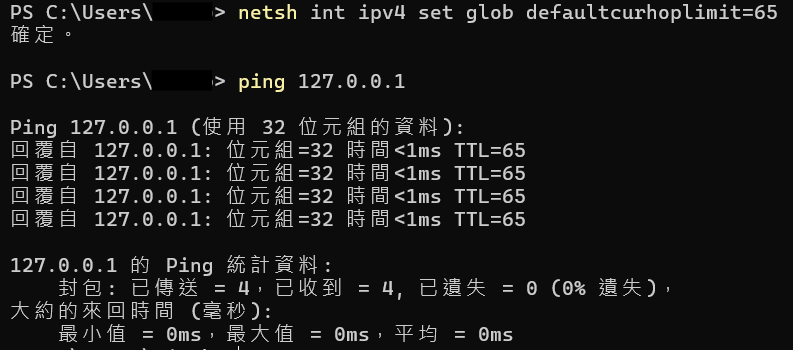 PS C:\Users\ > netsh int ipv4 set glob defaultcurhoplimit=65
確定。
PS C:\Users\ > ping 127.0.0.1
Ping 127.0.0.1 (使用 32 位元組的資料):
回覆自 127.0.0.1: 位元組=32 時間<1ms TTL=65
回覆自 127.0.0.1: 位元組=32 時間<1ms TTL=65
回覆自 127.0.0.1: 位元組=32 時間<1ms TTL=65
回覆自 127.0.0.1: 位元組=32 時間<1ms TTL=65
127.0.0.1 的 Ping 統計資料:
封包: 已傳送 = 4，已收到 = 4, 已遺失 = 0 (0% 遺失)，
大約的來回時間 (毫秒):
最小值 = 0ms，最大值 = 0ms，平均 = 0ms